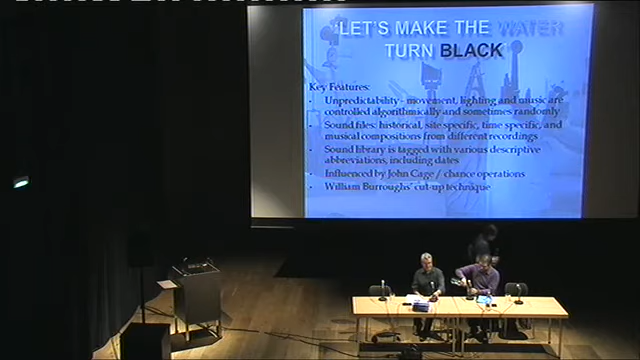 'LET'S MAKE THE WATER
TURN BLACK
Key Features:
- Unpredictability - movement, lighting and music are
controlled algorithmically and sometimes randomly
- Sound files: historical, site specific, time specific, and
musical compositions from different recordings
- Sound library is tagged with various descriptive
abbreviations, including dates
- Influenced by John Cage / chance operations
- William Burroughs' cut-up technique